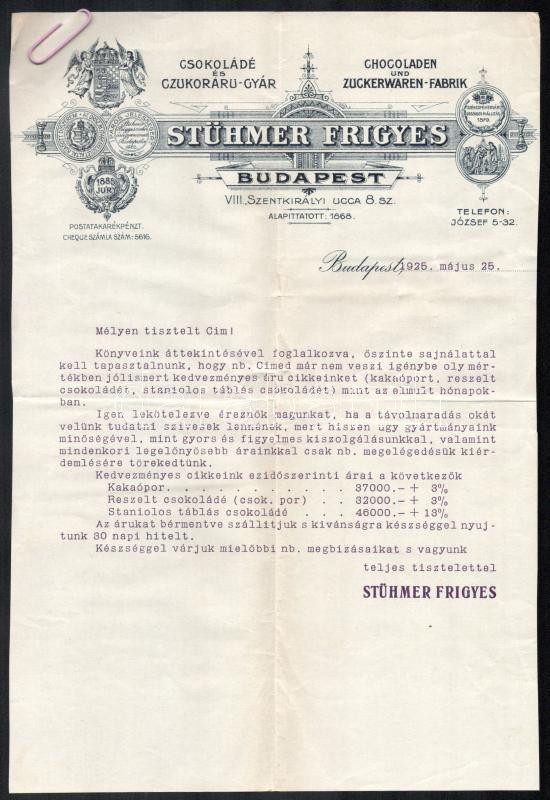 CSOKOLÁDÉ
ÉS
CZUKORÁRU-GYÁR
CHOCOLADEN
UND
ZUCKERWAREN-FABRIK
STÜHMER FRIGYES
BUDAPEST
VIII., SZENTKIRÁLYI UCCA 8. SZ.
ALAPITTATOTT: 1868.
1885
JURY
POSTATAKARÉKPÉNZT.
CHEQUE SZÁMLA SZÁM: 5616.
SZÉKESFEHÉRVÁRI
1879.
TELEFON:
JÓZSEF 5-32.
Budapest, 1925. május 25.
Mélyen tisztelt Cim!
Könyveink áttekintésével foglalkozva, őszinte sajnálattal
kell tapasztalnunk, hogy nb. Cimed már nem veszi igénybe oly mér-
tékben jólismert kedvezményes áru cikkeinket (kakaóport, reszelt
csokoládét, staniolos táblás csokoládét) mint az elmult hónapok-
ban.
Igen lekötelezve éreznők magunkat, ha a távolmaradás okát
velünk tudatni szivesek lennének, mert hiszen ugy gyártmányaink
minőségével, mint gyors és figyelmes kiszolgálásunkkal, valamint
mindenkori legelőnyösebb árainkkal csak nb. megelégedésük kiér-
demlésére törekedtünk.
Kedvezményes cikkeink ezidőszerinti árai a következők
Kakaópor. . . . . . . . . . . . 37000.- + 3%
Reszelt csokoládé (csok. por) . . 32000.- + 3%
Staniolos táblás csokoládé . . . 46000.- + 13%
Az árukat bérmentve szállitjuk s kivánságra készséggel nyuj-
tunk 30 napi hitelt.
Készséggel várjuk mielőbbi nb. megbizásaikat s vagyunk
teljes tisztelettel
STÜHMER FRIGYES